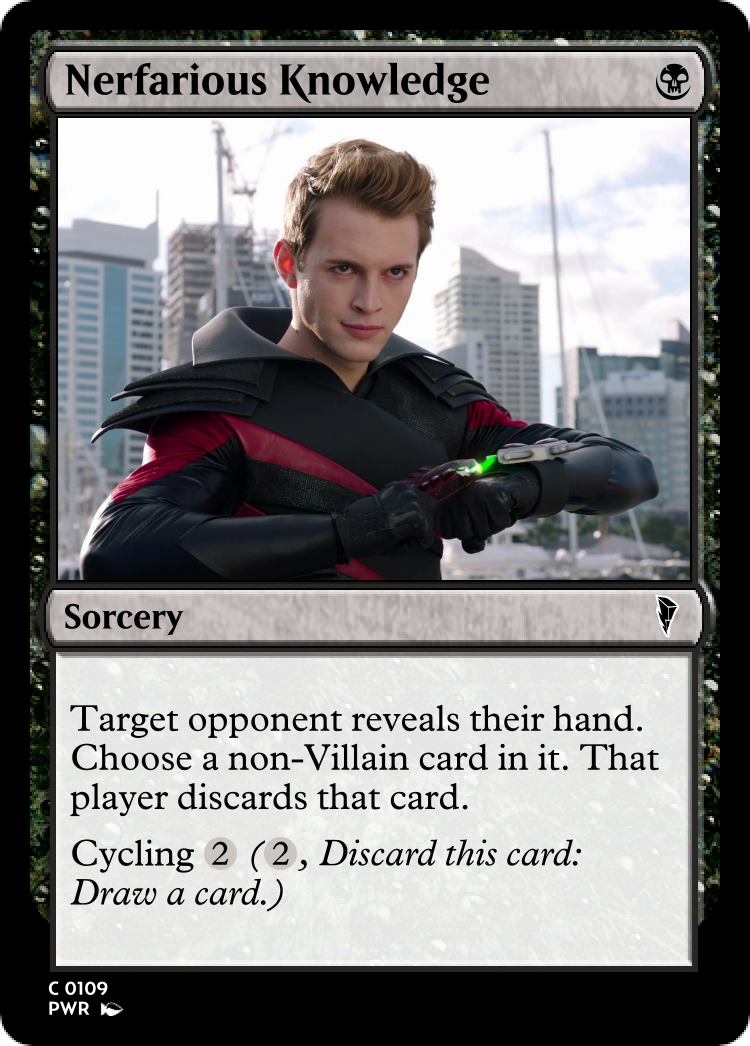 Nerfarious Knowledge
Sorcery
Target opponent reveals their hand.
Choose a non-Villain card in it. That
player discards that card.
Cycling 2 (2, Discard this card:
Draw a card.)
C 0109
PWR